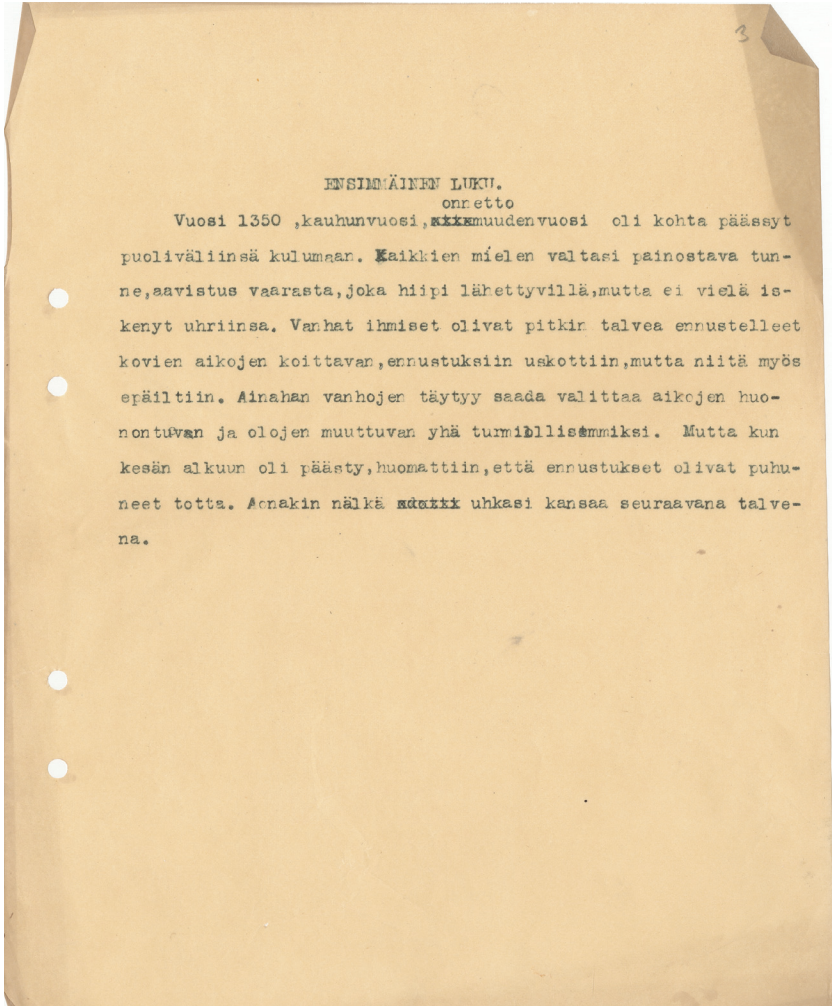 3
ENSIMMÄINEN LUKU.
onnetto
Vuosi 1350 ,kauhunvuosi,muudenvuosi oli kohta päässyt
puoliväliinsä kulumaan. Kaikkien mielen valtasi painostava tun-
ne,aavistus vaarasta,joka hiipi lähettyvillä,mutta ei vielä is-
kenyt uhriinsa. Vanhat ihmiset olivat pitkin talvea ennustelleet
kovien aikojen koittavan,ennustuksiin uskottiin,mutta niitä myös
epäiltiin. Ainahan vanhojen täytyy saada valittaa aikojen huo-
nontuvan ja olojen muuttuvan yhä Mutta kun
kesän alkuun oli päästy,huomattiin,että ennustukset olivat puhu-
neet totta. Aonakin nälkä uhkasi kansaa seuraavana talve-
na.